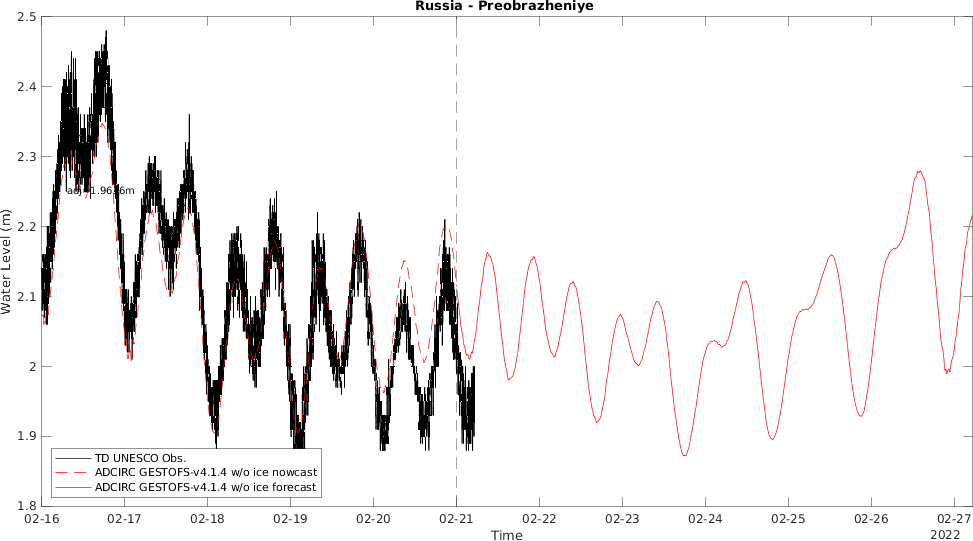 Russia - Preobrazheniye
Water Level (m)
2.5
2.4
2.3
2.2
2.1
2
1.9
1.8
TD UNESCO Obs.
ADCIRC GESTOFS-v4.1.4 w/o ice nowcast
ADCIRC GESTOFS-v4.1.4 w/o ice forecast
02-16 02-17 02-18 02-19 02-20 02-21 02-22 02-23 02-24 02-25 02-26 02-27
Time
2022